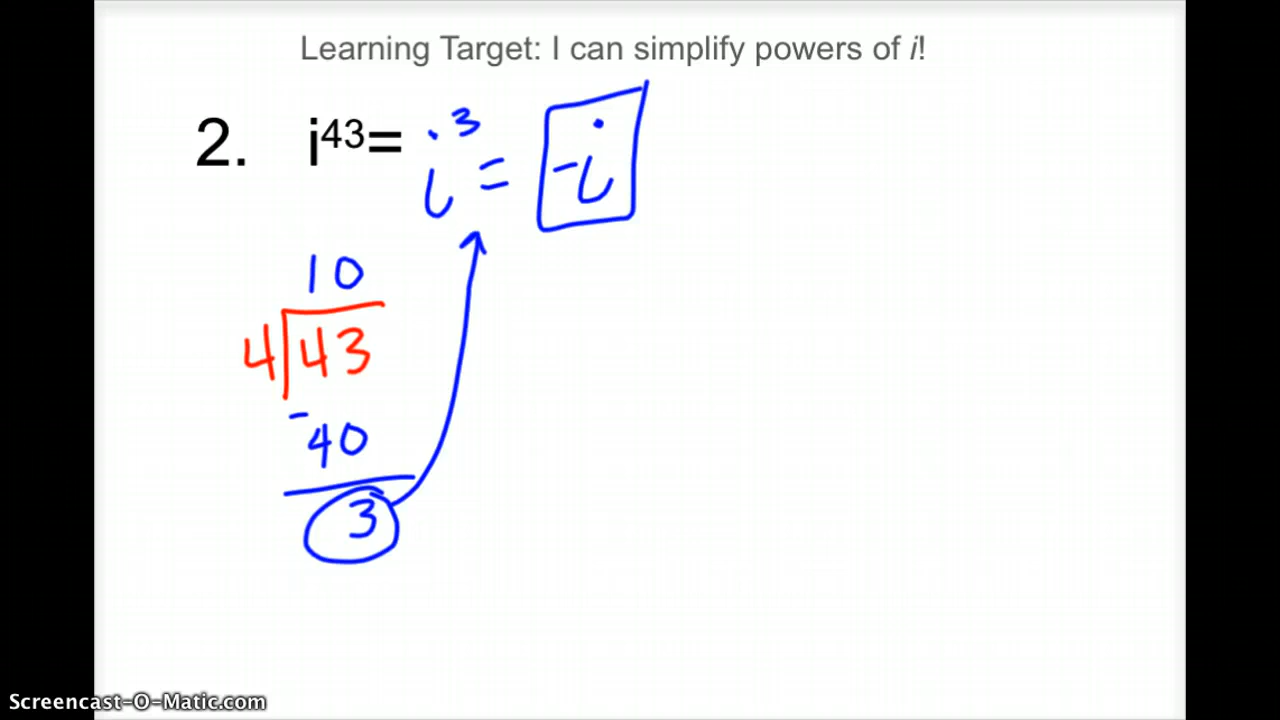 Learning Target: I can simplify powers of i!
2. i⁴³= i³ = -i
10
4 43
-40
3
Screencast-O-Matic.com